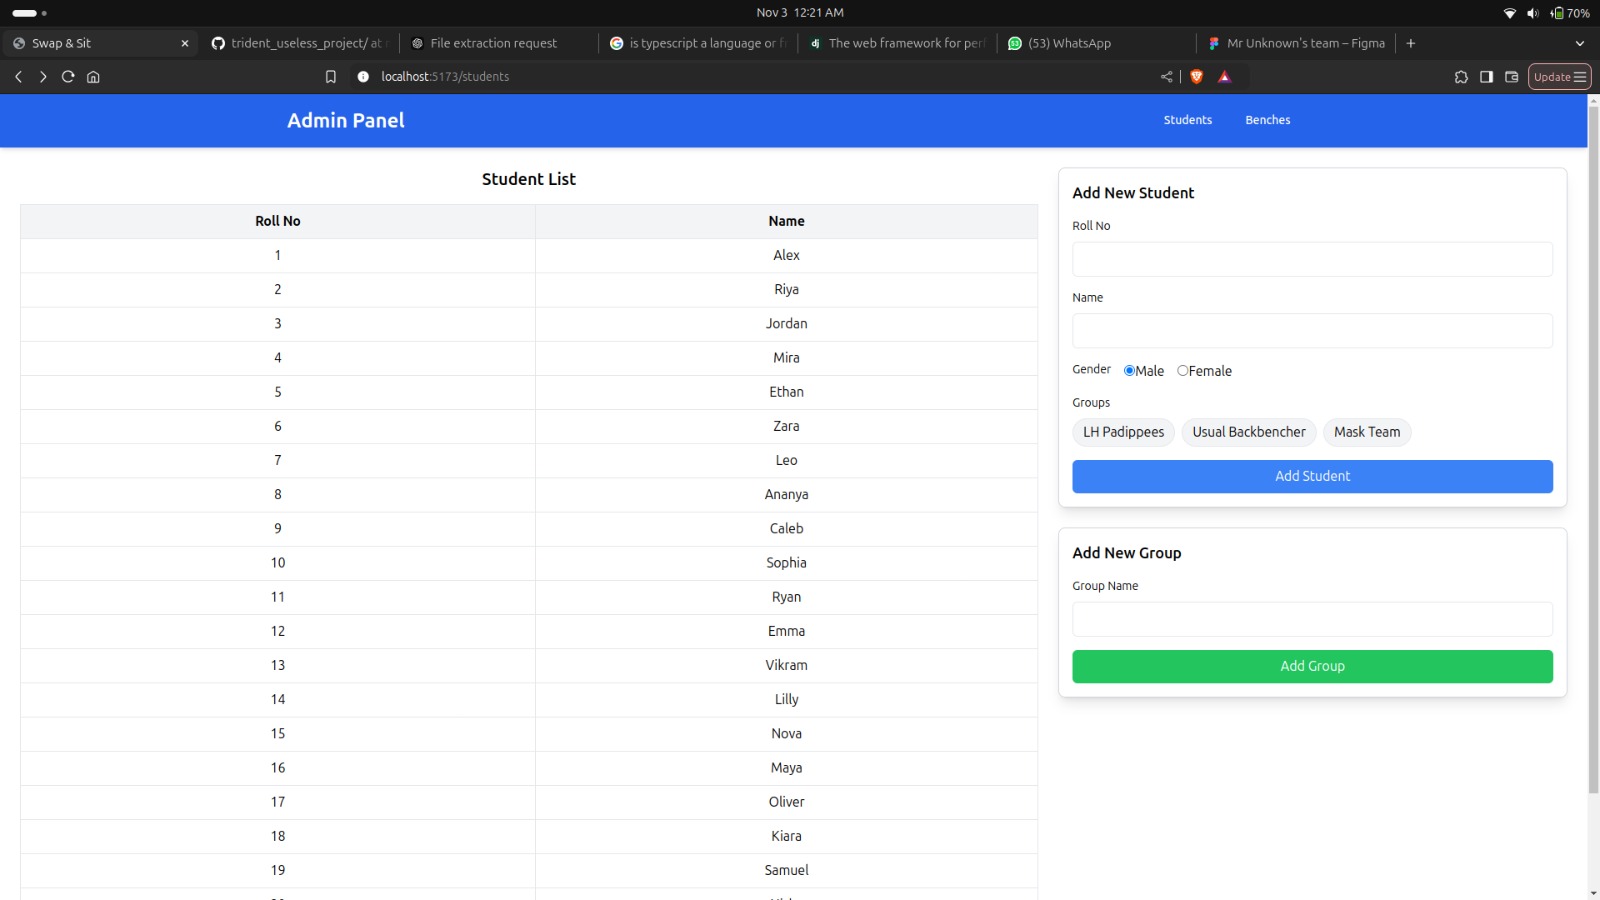 Nov 3 12:21 AM
70%
Swap & Sit
trident_useless_project/ at
File extraction request
is typescript a language or
The web framework for per
(53) WhatsApp
Mr Unknown's team – Figma
localhost:5173/students
Update
Admin Panel
Students
Benches
Student List
Roll No Name
1 Alex
2 Riya
3 Jordan
4 Mira
5 Ethan
6 Zara
7 Leo
8 Ananya
9 Caleb
10 Sophia
11 Ryan
12 Emma
13 Vikram
14 Lilly
15 Nova
16 Maya
17 Oliver
18 Kiara
19 Samuel
Add New Student
Roll No
Name
Gender Male Female
Groups
LH Padippees Usual Backbencher Mask Team
Add Student
Add New Group
Group Name
Add Group